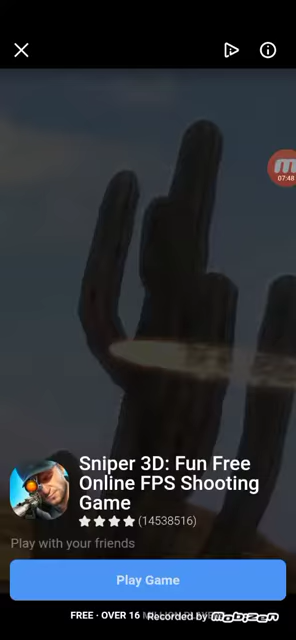 07:48
Sniper 3D: Fun Free
Online FPS Shooting
Game
(14538516)
Play with your friends
Play Game
FREE · OVER 16
Recorded by mobizen